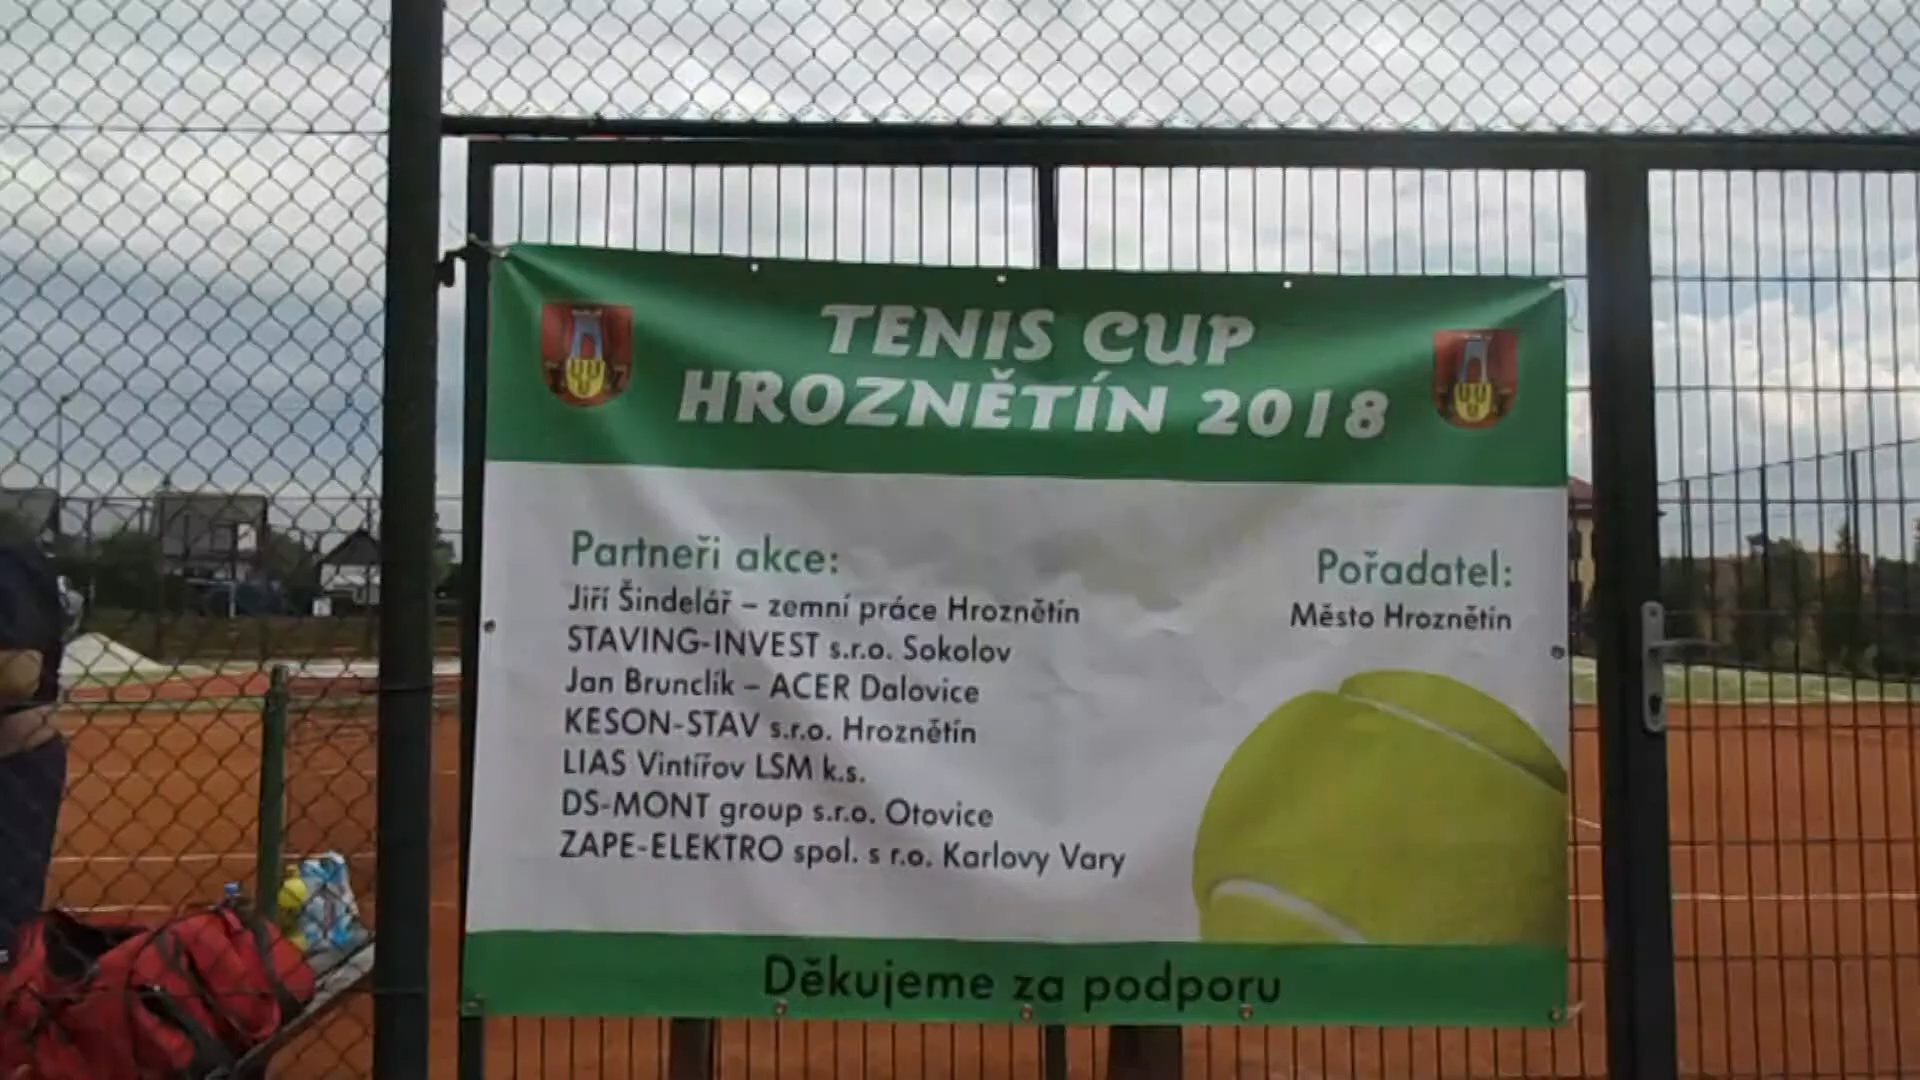 TENIS CUP
HROZNĚTÍN 2018
Partneři akce:
Jiří Šindelář – zemní práce Hroznětín
STAVING-INVEST s.r.o. Sokolov
Jan Brunclík – ACER Dalovice
KESON-STAV s.r.o. Hroznětín
LIAS Vintířov LSM k.s.
DS-MONT group s.r.o. Otovice
ZAPE-ELEKTRO spol. s r.o. Karlovy Vary
Pořadatel:
Město Hroznětín
Děkujeme za podporu